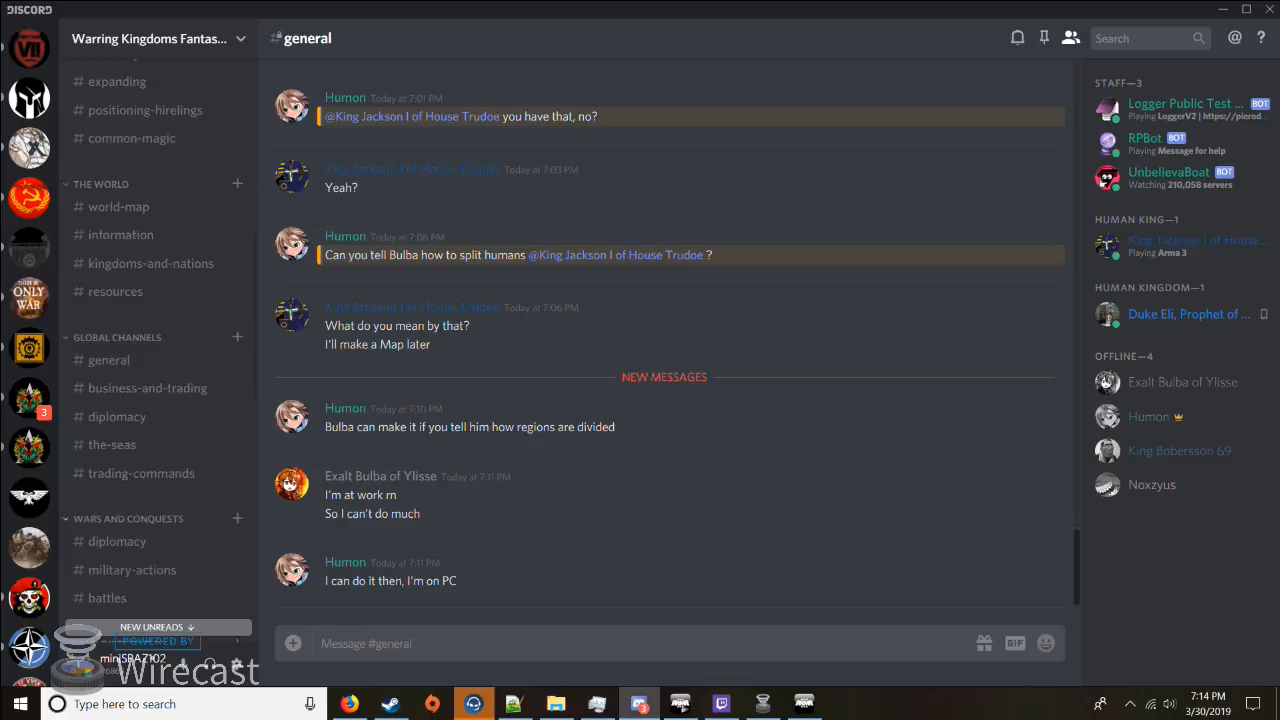 DISCORD
Warring Kingdoms Fantas...
expanding
positioning-hirelings
common-magic
THE WORLD
world-map
information
kingdoms-and-nations
resources
GLOBAL CHANNELS
general
business-and-trading
diplomacy
the-seas
trading-commands
WARS AND CONQUESTS
diplomacy
military-actions
battles
NEW UNREADS ↓
POWERED BY
miniSBAZ102
Wirecast
VII
THERE IS ONLY WAR
3
#general
Search
Humon Today at 7:01 PM
@King Jackson I of House Trudoe you have that, no?
King Jackson I of House Trudoe Today at 7:03 PM
Yeah?
Humon Today at 7:06 PM
Can you tell Bulba how to split humans @King Jackson I of House Trudoe ?
King Jackson I of House Trudoe Today at 7:06 PM
What do you mean by that?
I'll make a Map later
NEW MESSAGES
Humon Today at 7:10 PM
Bulba can make it if you tell him how regions are divided
Exalt Bulba of Ylisse Today at 7:11 PM
I'm at work rn
So I can't do much
Humon Today at 7:11 PM
I can do it then, I'm on PC
Message #general
GIF
STAFF—3
Logger Public Test ... BOT
Playing LoggerV2 | https://pierod...
RPBot BOT
Playing Message for help
UnbelievaBoat BOT
Watching 210,058 servers
HUMAN KING—1
King Jackson I of House...
Playing Arma 3
HUMAN KINGDOM—1
Duke Eli, Prophet of ...
OFFLINE—4
Exalt Bulba of Ylisse
Humon
King Bobersson 69
Noxzyus
Type here to search
7:14 PM
3/30/2019